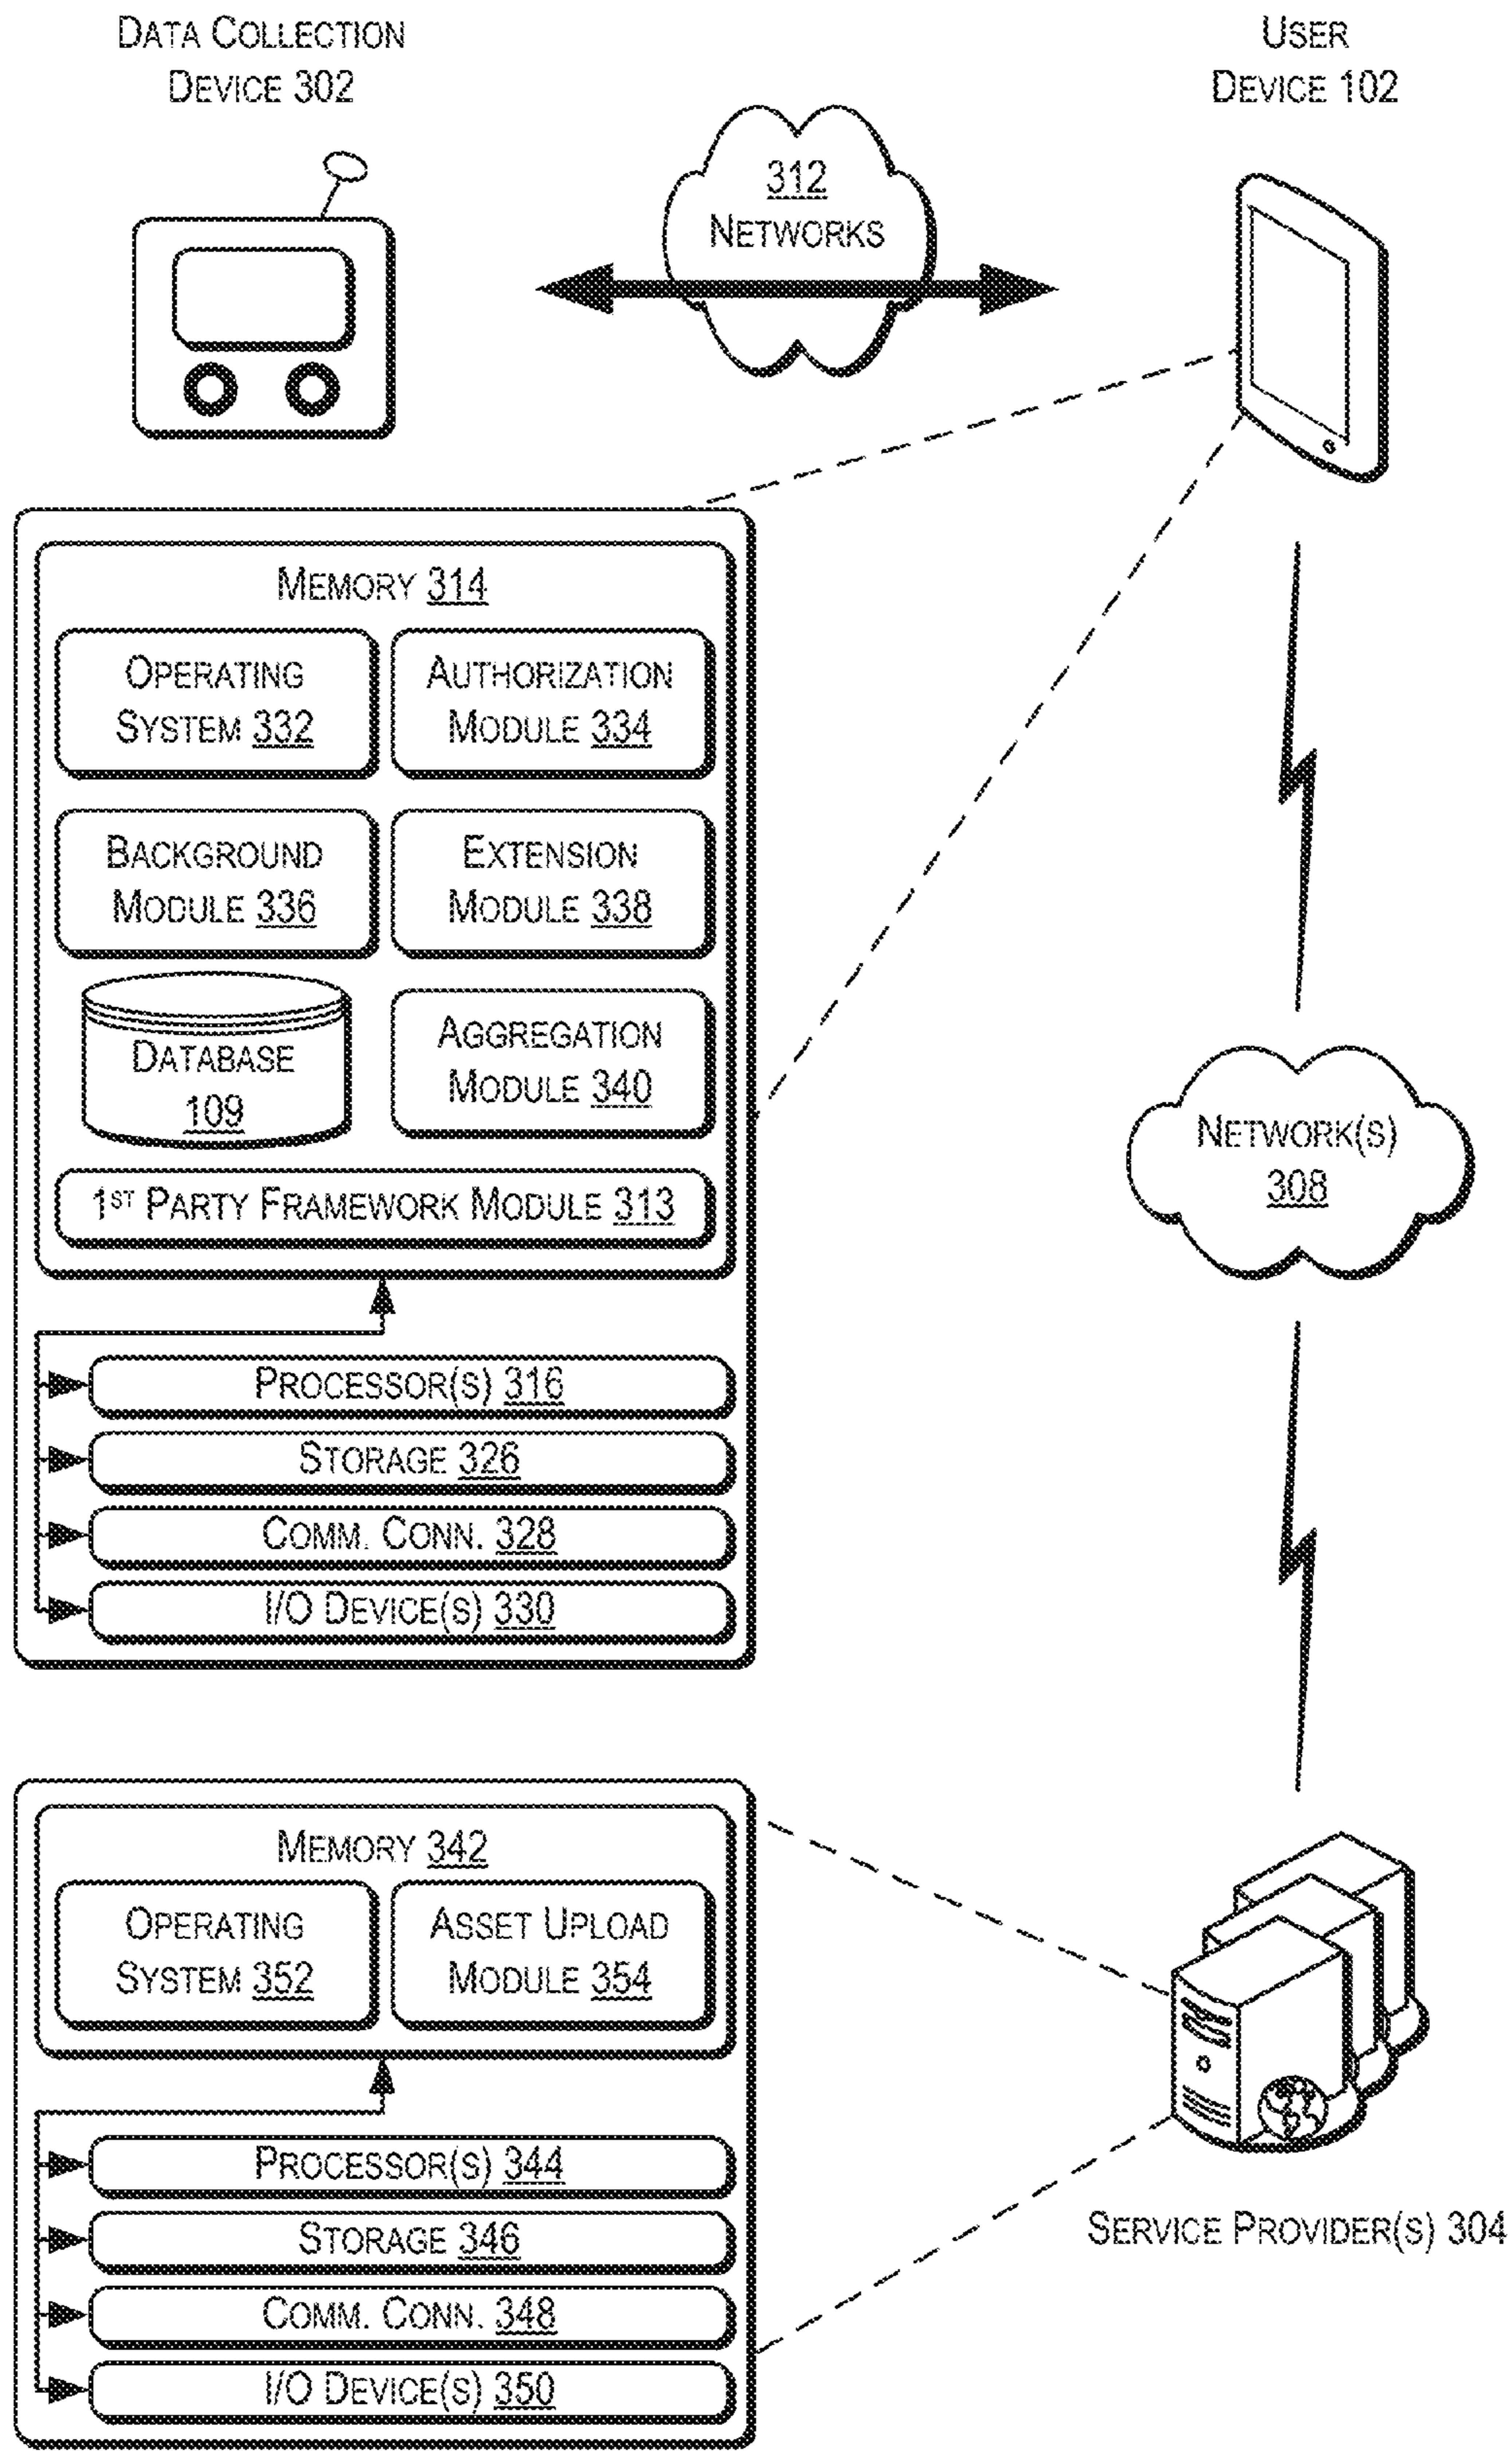 DATA COLLECTION
DEVICE 302
USER
DEVICE 102
312
NETWORKS
MEMORY 314
OPERATING
SYSTEM 332
AUTHORIZATION
MODULE 334
BACKGROUND
MODULE 336
EXTENSION
MODULE 338
DATABASE
109
AGGREGATION
MODULE 340
1ST PARTY FRAMEWORK MODULE 313
PROCESSOR(S) 316
STORAGE 326
COMM. CONN. 328
I/O DEVICE(S) 330
NETWORK(S)
308
MEMORY 342
OPERATING
SYSTEM 352
ASSET UPLOAD
MODULE 354
PROCESSOR(S) 344
STORAGE 346
COMM. CONN. 348
I/O DEVICE(S) 350
SERVICE PROVIDER(S) 304